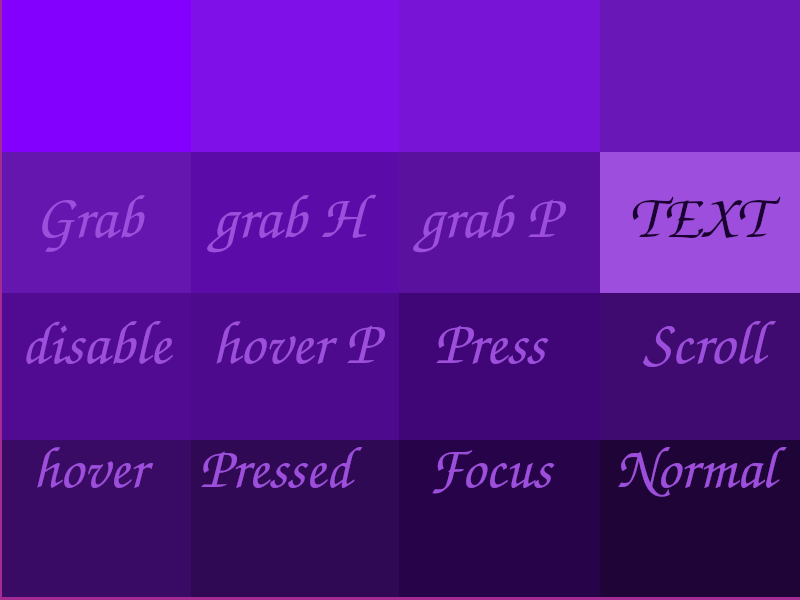 Grab grab H grab P TEXT
disable hover P Press Scroll
hover Pressed Focus Normal